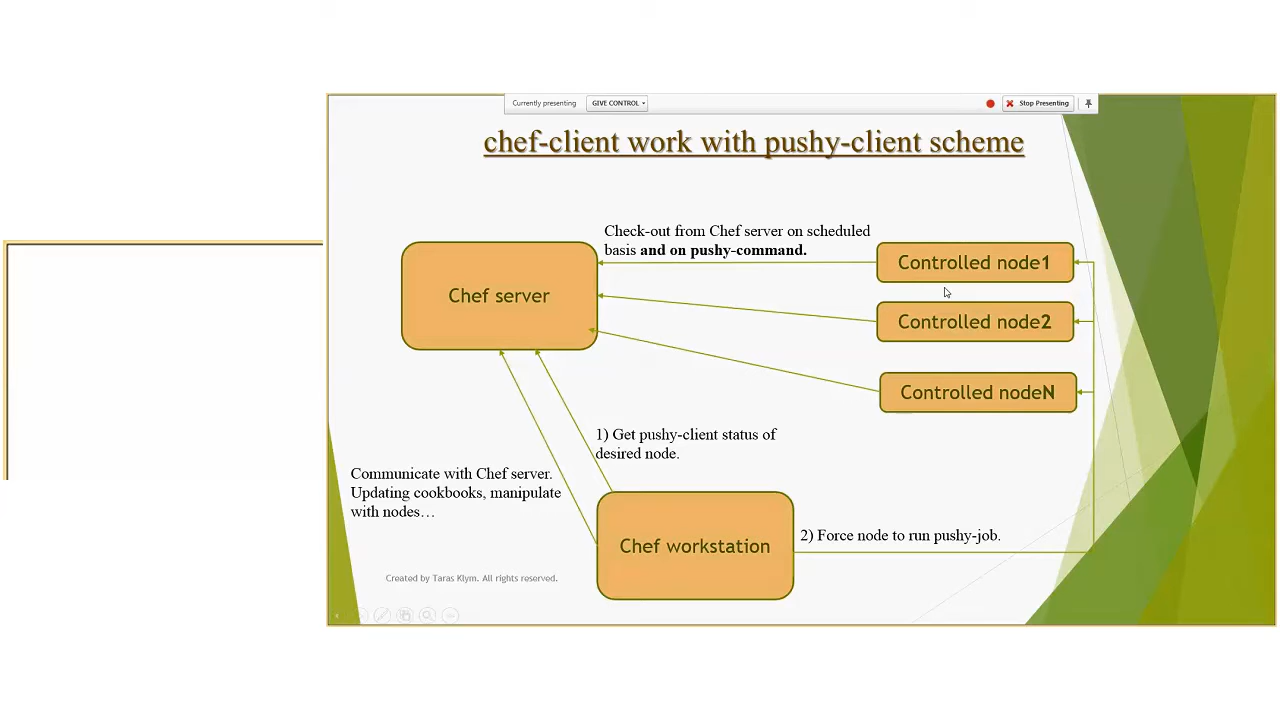 Currently presenting GIVE CONTROL Stop Presenting
chef-client work with pushy-client scheme
Check-out from Chef server on scheduled
basis and on pushy-command.
Controlled node1
Chef server
Controlled node2
Controlled nodeN
1) Get pushy-client status of
desired node.
Communicate with Chef server.
Updating cookbooks, manipulate
with nodes…
2) Force node to run pushy-job.
Chef workstation
Created by Taras Klym. All rights reserved.